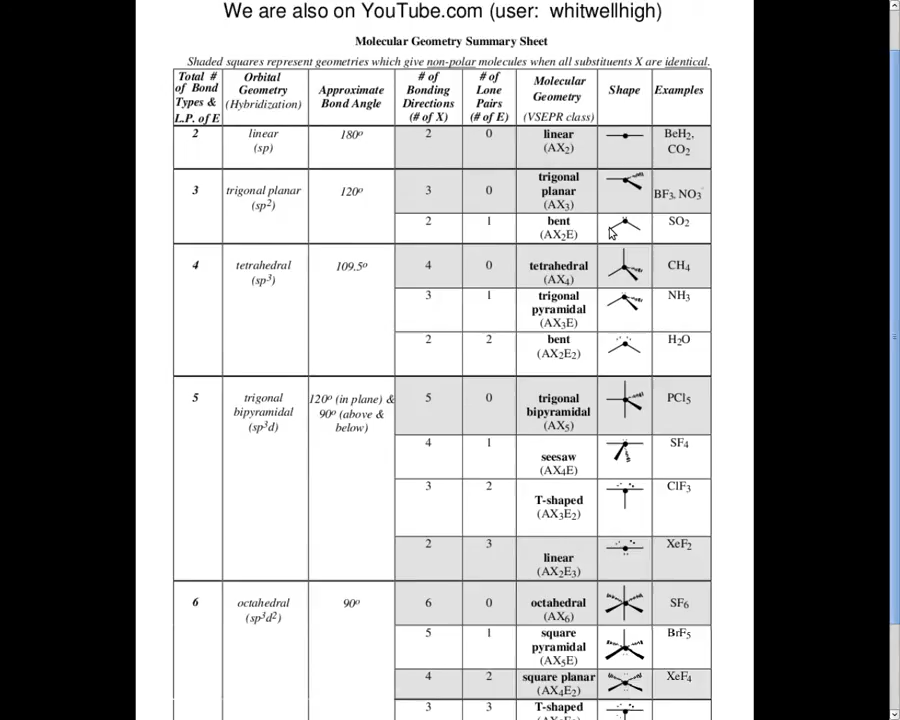 We are also on YouTube.com (user: whitwellhigh)
Molecular Geometry Summary Sheet
Shaded squares represent geometries which give non-polar molecules when all substituents X are identical.
Total # of Bond Types & L.P. of E
Orbital Geometry (Hybridization)
Approximate Bond Angle
# of Bonding Directions (# of X)
# of Lone Pairs (# of E)
Molecular Geometry (VSEPR class)
Shape
Examples
2 linear (sp) 180º 2 0 linear (AX2) BeH2, CO2
3 trigonal planar (sp2) 120º 3 0 trigonal planar (AX3) BF3, NO3-
2 1 bent (AX2E) SO2
4 tetrahedral (sp3) 109.5º 4 0 tetrahedral (AX4) CH4
3 1 trigonal pyramidal (AX3E) NH3
2 2 bent (AX2E2) H2O
5 trigonal bipyramidal (sp3d) 120º (in plane) & 90º (above & below) 5 0 trigonal bipyramidal (AX5) PCl5
4 1 seesaw (AX4E) SF4
3 2 T-shaped (AX3E2) ClF3
2 3 linear (AX2E3) XeF2
6 octahedral (sp3d2) 90º 6 0 octahedral (AX6) SF6
5 1 square pyramidal (AX5E) BrF5
4 2 square planar (AX4E2) XeF4
3 3 T-shaped